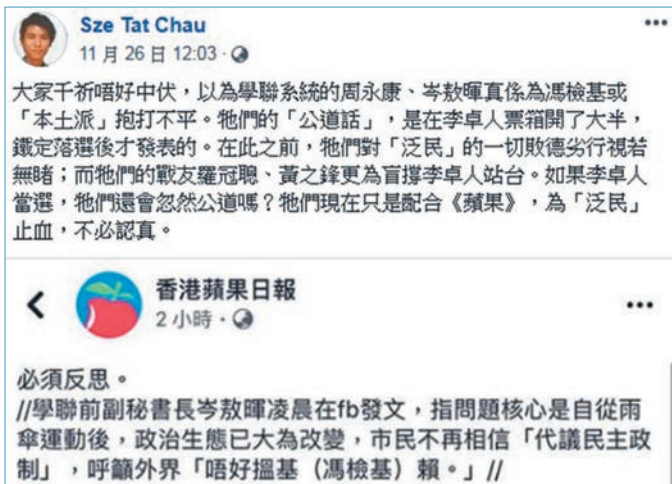 Sze Tat Chau
11 月 26 日 12:03 ·
大家千祈唔好中伏，以為學聯系統的周永康、岑敖暉真係為馮檢基或
「本土派」抱打不平。牠們的「公道話」，是在李卓人票箱開了大半，
鐵定落選後才發表的。在此之前，牠們對「泛民」的一切敗德劣行視若
無睹；而牠們的戰友羅冠聰、黃之鋒更為盲撐李卓人站台。如果李卓人
當選，牠們還會忽然公道嗎？牠們現在只是配合《蘋果》，為「泛民」
止血，不必認真。
香港蘋果日報
2 小時 ·
必須反思。
//學聯前副秘書長岑敖暉凌晨在fb發文，指問題核心是自從雨
傘運動後，政治生態已大為改變，市民不再相信「代議民主政
制」，呼籲外界「唔好搵基（馮檢基）賴。」//